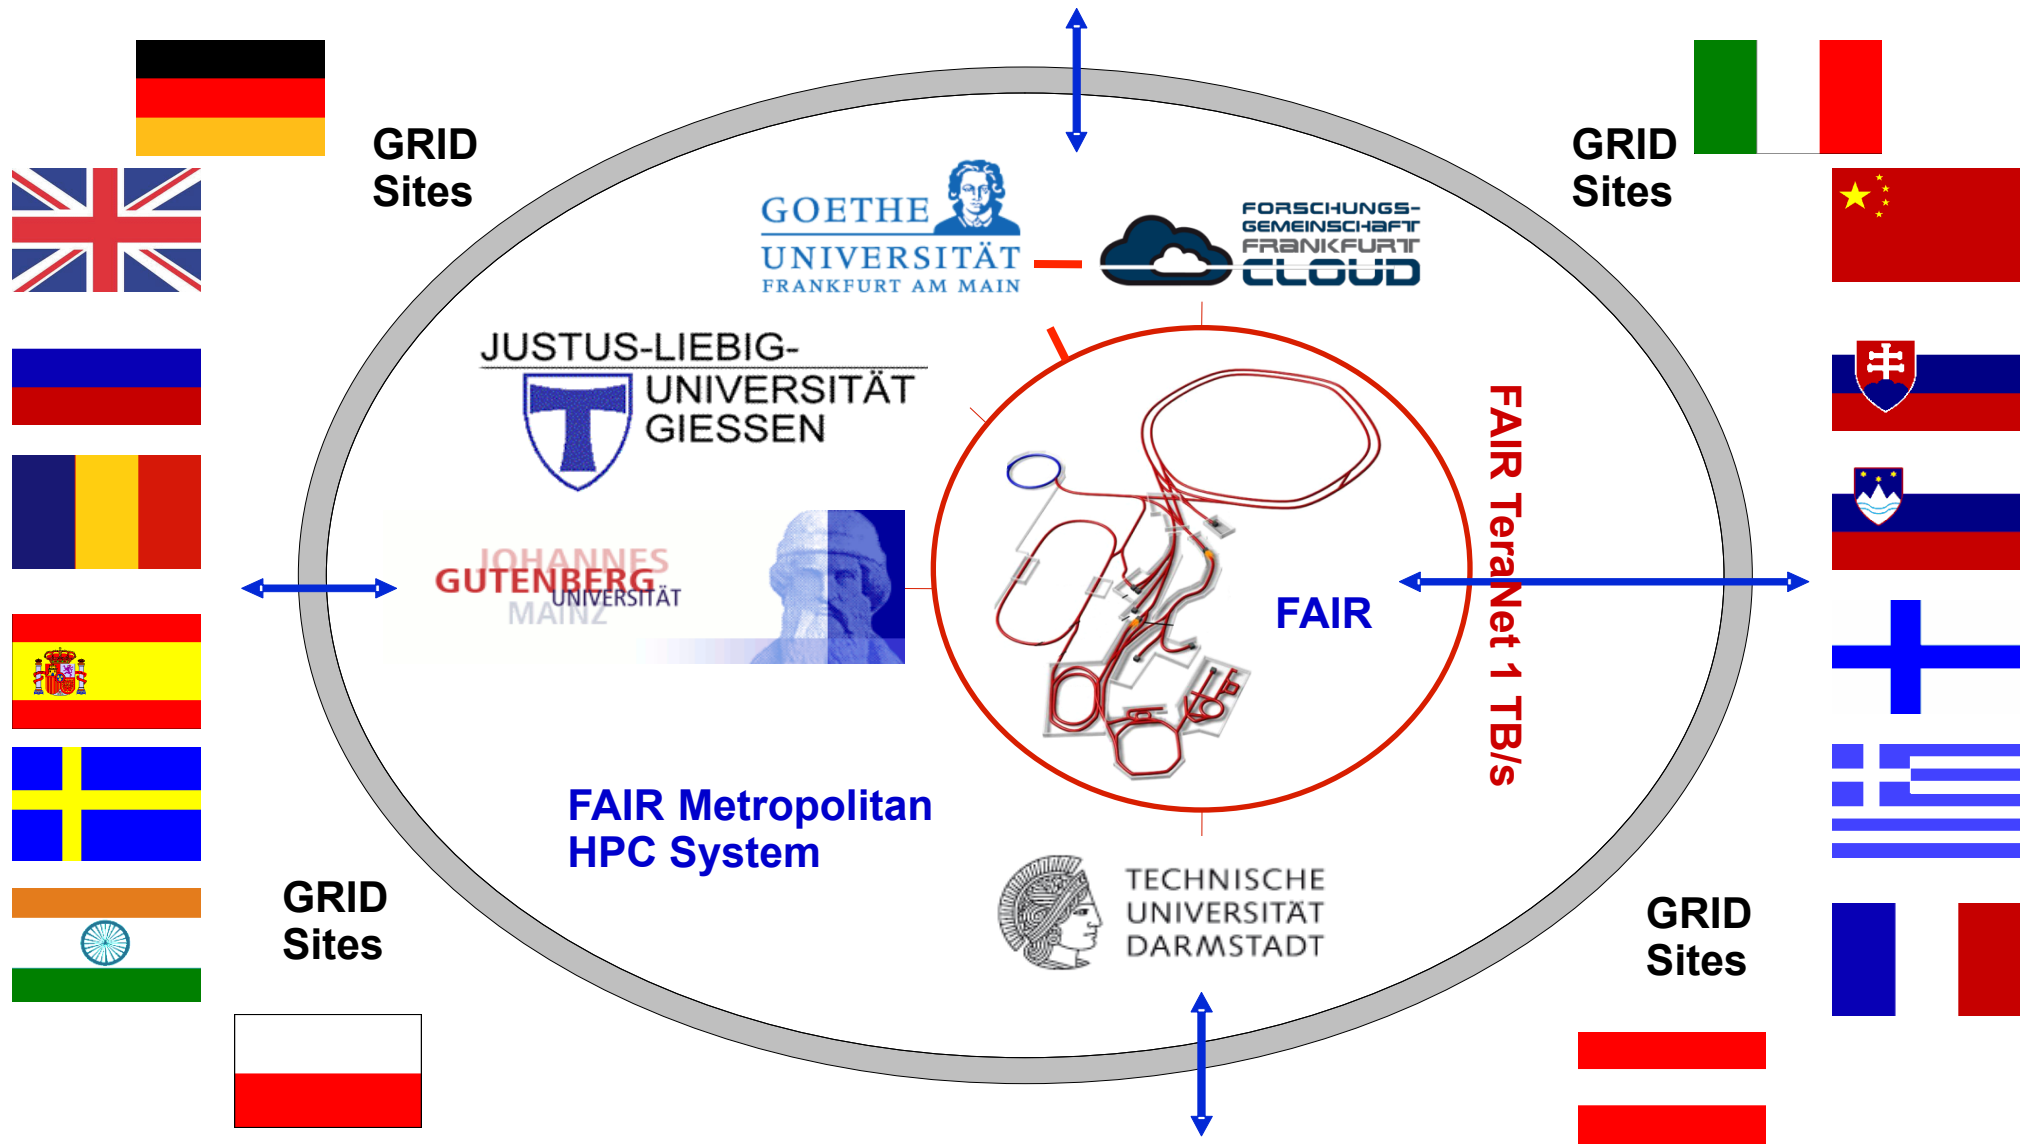 GRID
Sites
GRID
Sites
GOETHE
UNIVERSITÄT
FRANKFURT AM MAIN
FORSCHUNGS-
GEMEINSCHAFT
FRANKFURT
CLOUD
JUSTUS-LIEBIG-
UNIVERSITÄT
GIESSEN
JOHANNES
GUTENBERG
UNIVERSITÄT
MAINZ
FAIR
FAIR TeraNet 1 TB/s
FAIR Metropolitan
HPC System
TECHNISCHE
UNIVERSITÄT
DARMSTADT
GRID
Sites
GRID
Sites